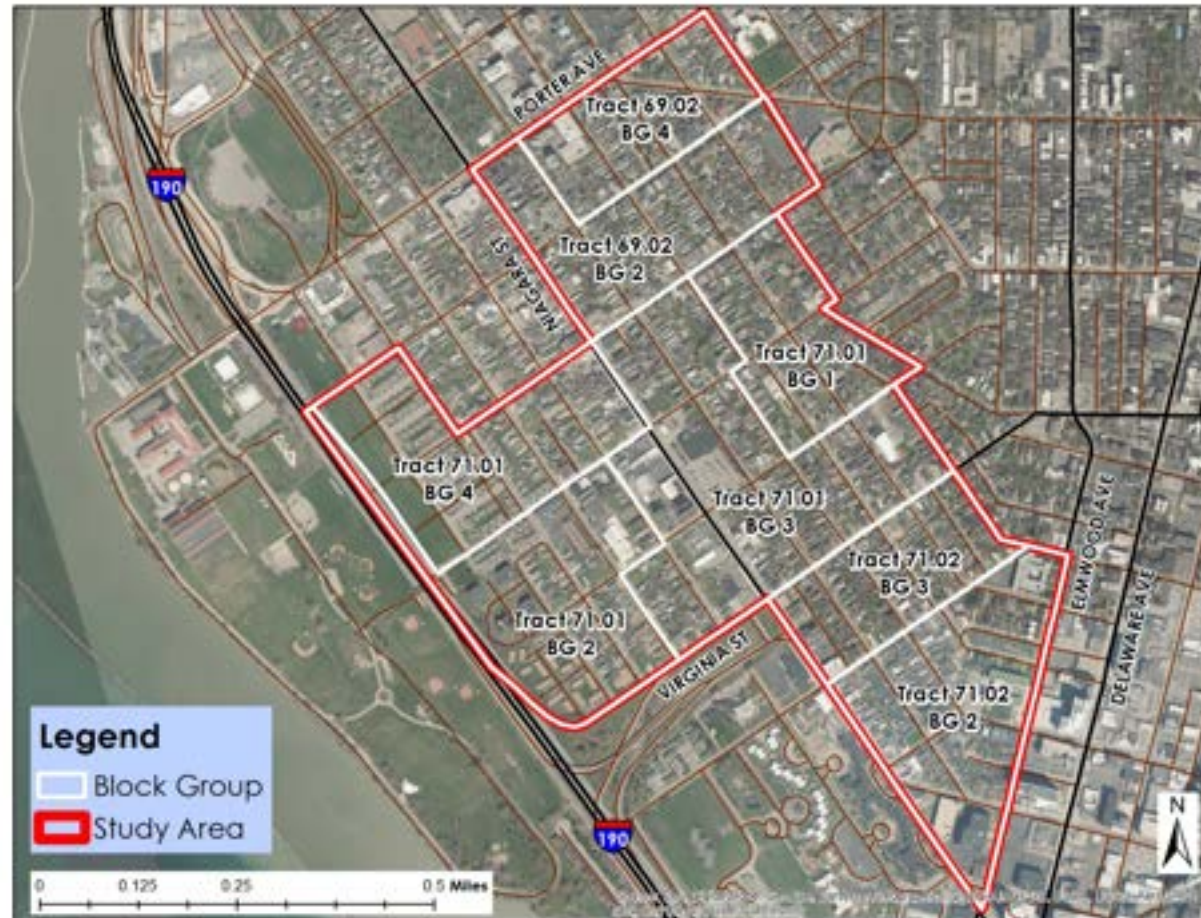 PORTER AVE
Tract 69.02
BG 4
190
Tract 69.02
BG 2
NIAGARA ST
Tract 71.01
BG 1
Tract 71.01
BG 4
Tract 71.01
BG 3
Tract 71.02
BG 3
ELMWOOD AVE
DELAWARE AVE
Tract 71.01
BG 2
VIRGINIA ST
Tract 71.02
BG 2
Legend
Block Group
Study Area
190
N
0 0.125 0.25 0.5 Miles